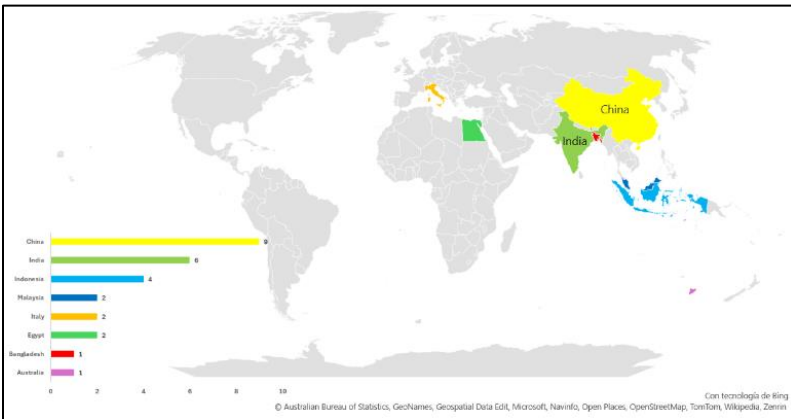 China
India
China 9
India 6
Indonesia 4
Malaysia 2
Italy 2
Egypt 2
Bangladesh 1
Australia 1
0 2 4 6 8 10
Con tecnología de Bing
© Australian Bureau of Statistics, GeoNames, Geospatial Data Edit, Microsoft, Navinfo, Open Places, OpenStreetMap, TomTom, Wikipedia, Zenrin